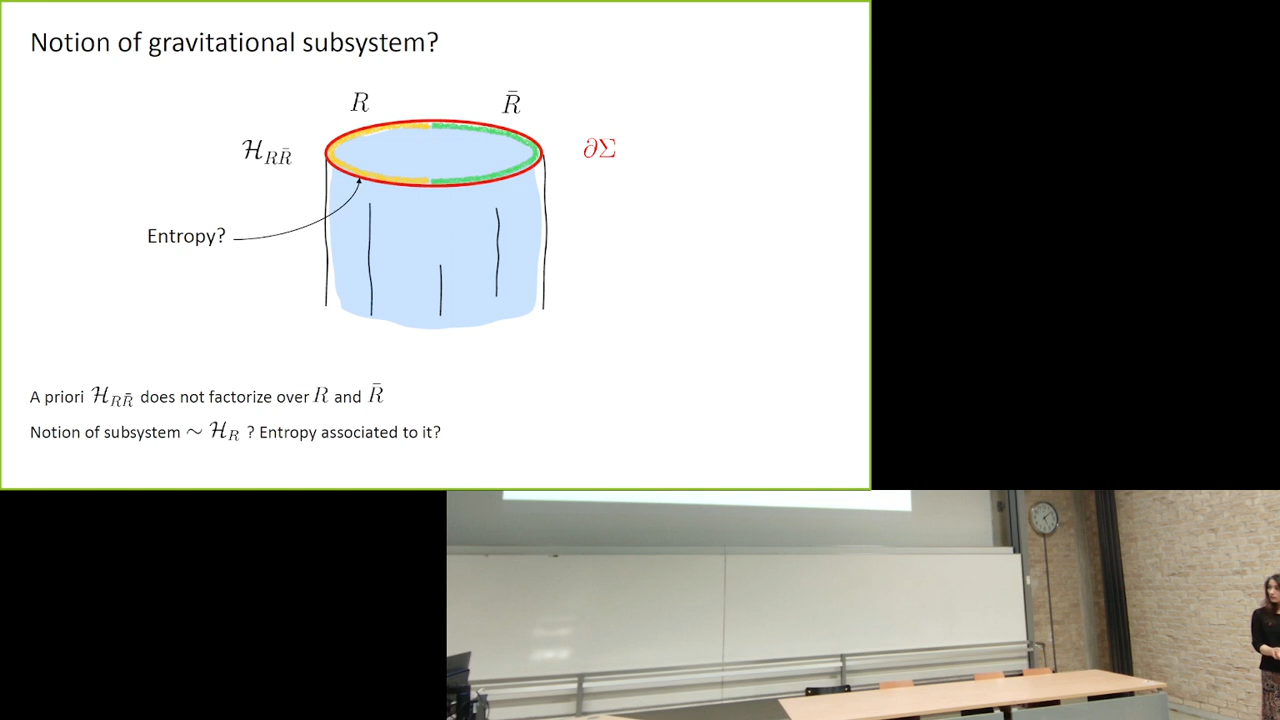 Notion of gravitational subsystem?
R R̄
ℋ_{RR̄} ∂Σ
Entropy?
A priori ℋ_{RR̄} does not factorize over R and R̄
Notion of subsystem ∼ ℋ_R ? Entropy associated to it?